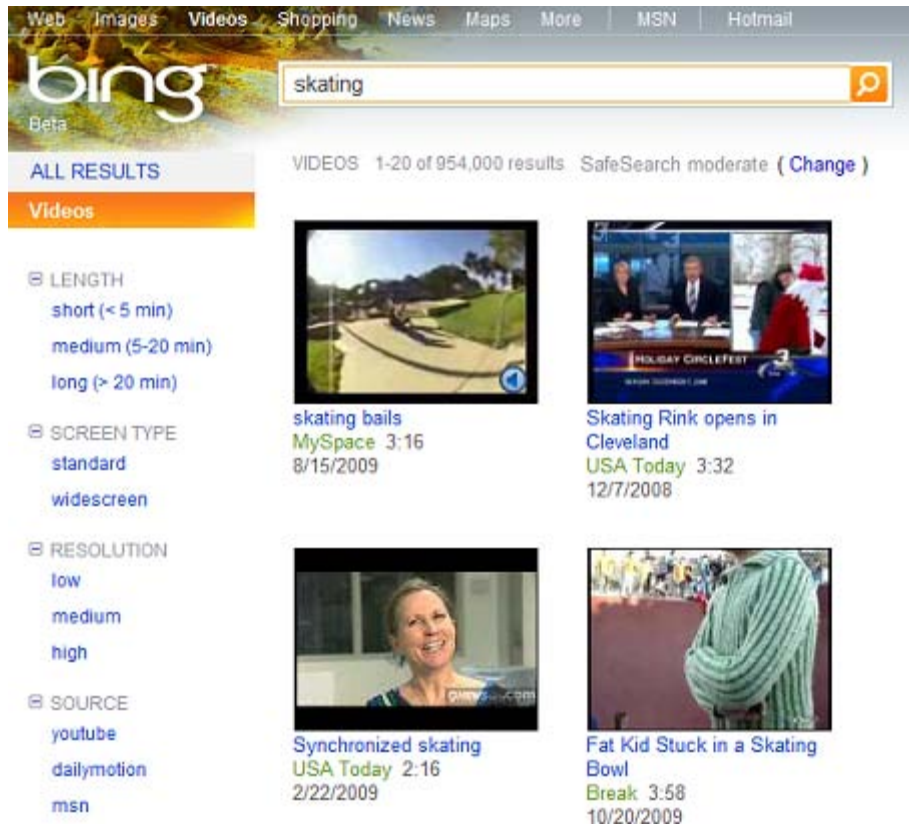 Web Images Videos Shopping News Maps More MSN Hotmail
bing
Beta
skating
ALL RESULTS
Videos
LENGTH
short (< 5 min)
medium (5-20 min)
long (> 20 min)
SCREEN TYPE
standard
widescreen
RESOLUTION
low
medium
high
SOURCE
youtube
dailymotion
msn
VIDEOS 1-20 of 954,000 results SafeSearch moderate ( Change )
skating bails
MySpace 3:16
8/15/2009
3
HOLIDAY CIRCLEFEST
3
Skating Rink opens in
Cleveland
USA Today 3:32
12/7/2008
Synchronized skating
USA Today 2:16
2/22/2009
Fat Kid Stuck in a Skating
Bowl
Break 3:58
10/20/2009